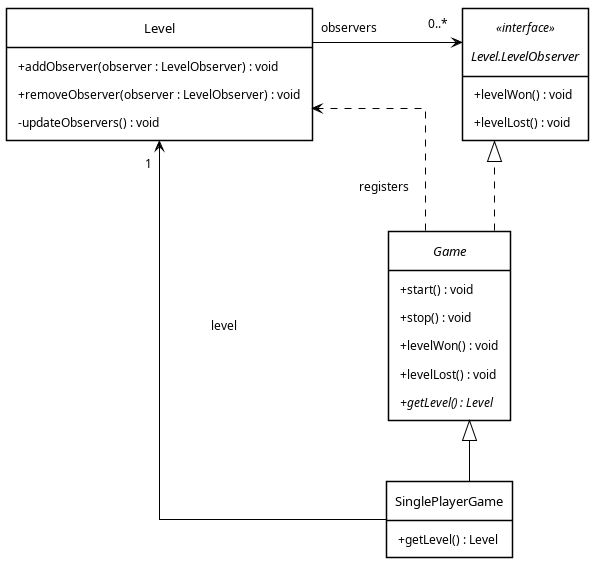 Level
observers
0..*
«interface»
Level.LevelObserver
+addObserver(observer : LevelObserver) : void
+removeObserver(observer : LevelObserver) : void
-updateObservers() : void
+levelWon() : void
+levelLost() : void
1
registers
Game
+start() : void
+stop() : void
+levelWon() : void
+levelLost() : void
+getLevel() : Level
level
SinglePlayerGame
+getLevel() : Level